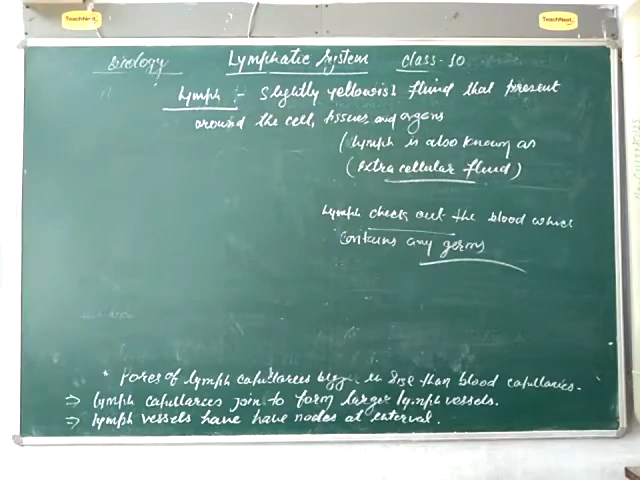 TeachNext
TeachNext
Biology Lymphatic System Class-10
Lymph :- Slightly yellowish fluid that present
around the cell, tissues and organs
(Lymph is also known as
(extra cellular fluid)
Lymph check out the blood which
contains any germs
* Pores of lymph capillaries bigger in size than blood capillaries.
⇒ Lymph capillaries join to form larger lymph vessels.
⇒ Lymph vessels have have nodes at interval.